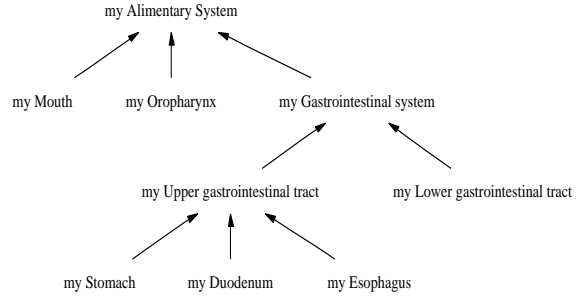 my Alimentary System
my Mouth
my Oropharynx
my Gastrointestinal system
my Upper gastrointestinal tract
my Lower gastrointestinal tract
my Stomach
my Duodenum
my Esophagus